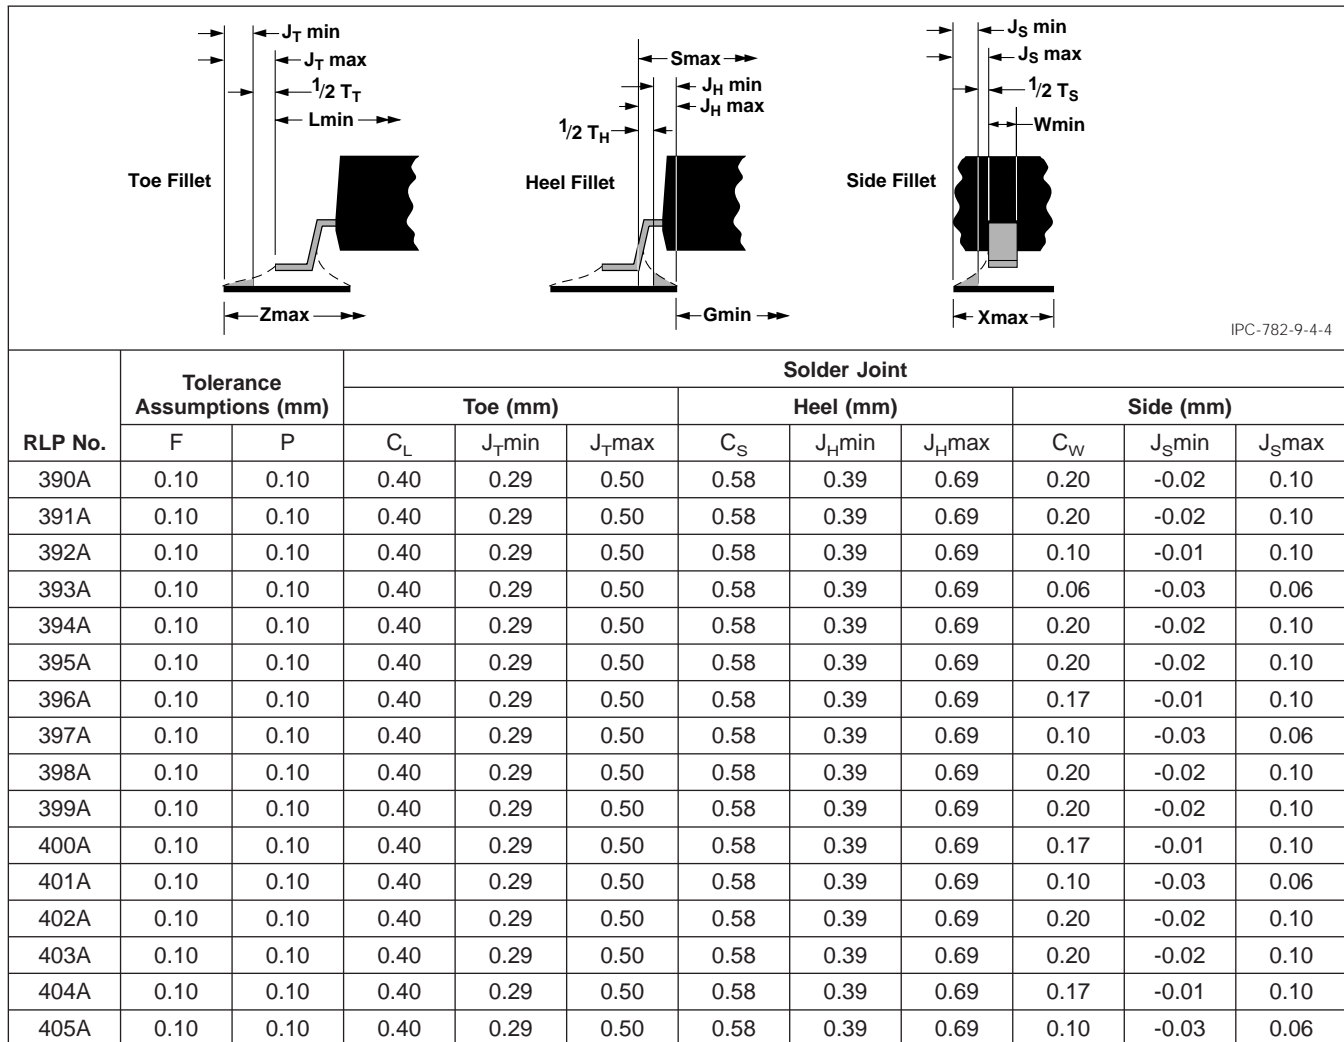 J_T min
J_T max
1/2 T_T
Lmin
Toe Fillet
Zmax
Smax
J_H min
J_H max
1/2 T_H
Heel Fillet
Gmin
J_S min
J_S max
1/2 T_S
Wmin
Side Fillet
Xmax
IPC-782-9-4-4
RLP No. Tolerance Assumptions (mm) Solder Joint
Toe (mm) Heel (mm) Side (mm)
F P C_L J_Tmin J_Tmax C_S J_Hmin J_Hmax C_W J_Smin J_Smax
390A 0.10 0.10 0.40 0.29 0.50 0.58 0.39 0.69 0.20 -0.02 0.10
391A 0.10 0.10 0.40 0.29 0.50 0.58 0.39 0.69 0.20 -0.02 0.10
392A 0.10 0.10 0.40 0.29 0.50 0.58 0.39 0.69 0.10 -0.01 0.10
393A 0.10 0.10 0.40 0.29 0.50 0.58 0.39 0.69 0.06 -0.03 0.06
394A 0.10 0.10 0.40 0.29 0.50 0.58 0.39 0.69 0.20 -0.02 0.10
395A 0.10 0.10 0.40 0.29 0.50 0.58 0.39 0.69 0.20 -0.02 0.10
396A 0.10 0.10 0.40 0.29 0.50 0.58 0.39 0.69 0.17 -0.01 0.10
397A 0.10 0.10 0.40 0.29 0.50 0.58 0.39 0.69 0.10 -0.03 0.06
398A 0.10 0.10 0.40 0.29 0.50 0.58 0.39 0.69 0.20 -0.02 0.10
399A 0.10 0.10 0.40 0.29 0.50 0.58 0.39 0.69 0.20 -0.02 0.10
400A 0.10 0.10 0.40 0.29 0.50 0.58 0.39 0.69 0.17 -0.01 0.10
401A 0.10 0.10 0.40 0.29 0.50 0.58 0.39 0.69 0.10 -0.03 0.06
402A 0.10 0.10 0.40 0.29 0.50 0.58 0.39 0.69 0.20 -0.02 0.10
403A 0.10 0.10 0.40 0.29 0.50 0.58 0.39 0.69 0.20 -0.02 0.10
404A 0.10 0.10 0.40 0.29 0.50 0.58 0.39 0.69 0.17 -0.01 0.10
405A 0.10 0.10 0.40 0.29 0.50 0.58 0.39 0.69 0.10 -0.03 0.06